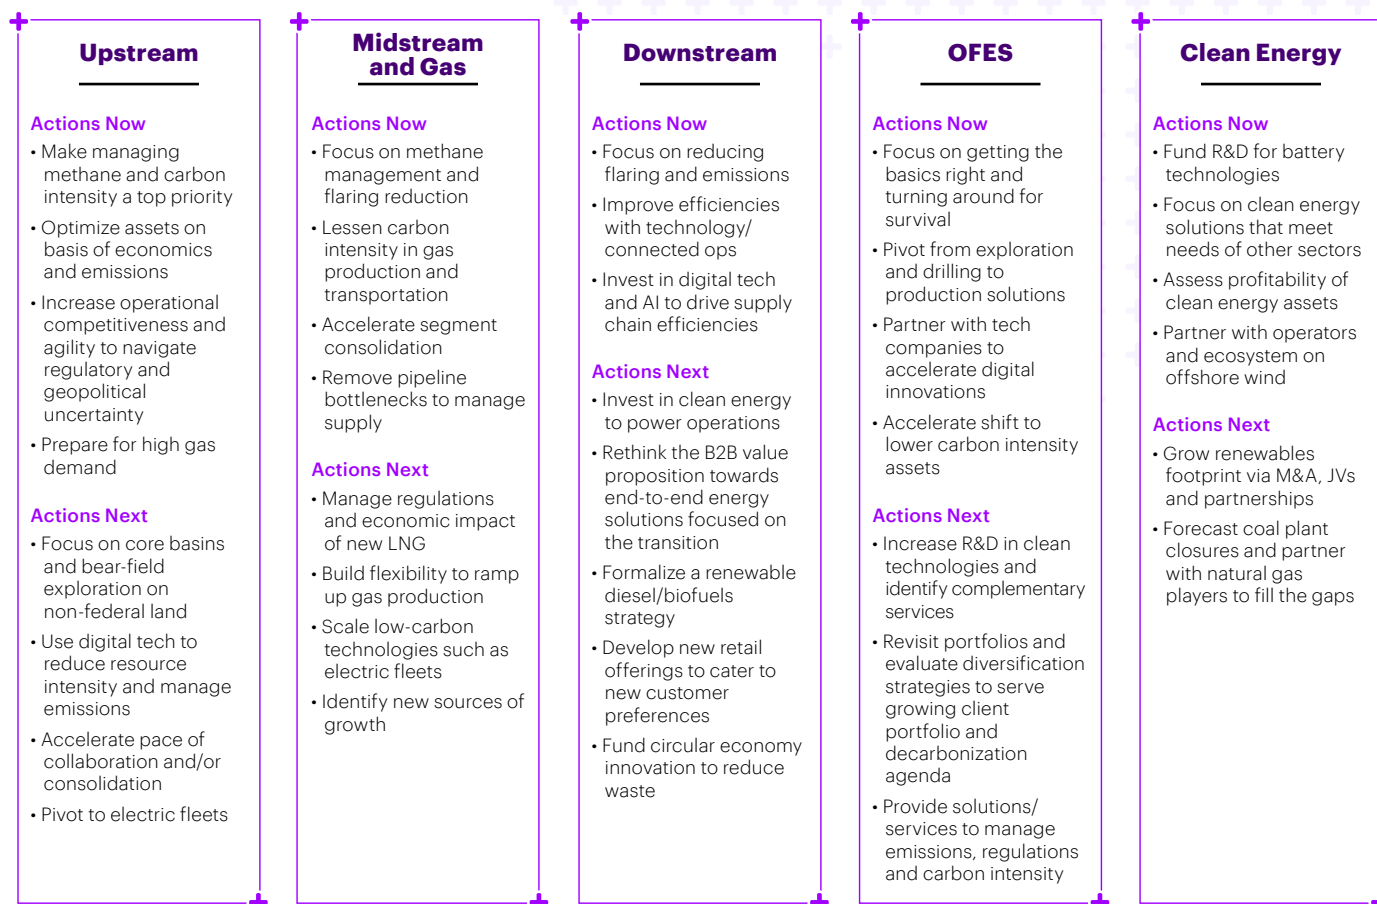 Upstream
Actions Now
• Make managing
methane and carbon
intensity a top priority
• Optimize assets on
basis of economics
and emissions
• Increase operational
competitiveness and
agility to navigate
regulatory and
geopolitical
uncertainty
• Prepare for high gas
demand
Actions Next
• Focus on core basins
and bear-field
exploration on
non-federal land
• Use digital tech to
reduce resource
intensity and manage
emissions
• Accelerate pace of
collaboration and/or
consolidation
• Pivot to electric fleets
Midstream
and Gas
Actions Now
• Focus on methane
management and
flaring reduction
• Lessen carbon
intensity in gas
production and
transportation
• Accelerate segment
consolidation
• Remove pipeline
bottlenecks to manage
supply
Actions Next
• Manage regulations
and economic impact
of new LNG
• Build flexibility to ramp
up gas production
• Scale low-carbon
technologies such as
electric fleets
• Identify new sources of
growth
Downstream
Actions Now
• Focus on reducing
flaring and emissions
• Improve efficiencies
with technology/
connected ops
• Invest in digital tech
and AI to drive supply
chain efficiencies
Actions Next
• Invest in clean energy
to power operations
• Rethink the B2B value
proposition towards
end-to-end energy
solutions focused on
the transition
• Formalize a renewable
diesel/biofuels
strategy
• Develop new retail
offerings to cater to
new customer
preferences
• Fund circular economy
innovation to reduce
waste
OFES
Actions Now
• Focus on getting the
basics right and
turning around for
survival
• Pivot from exploration
and drilling to
production solutions
• Partner with tech
companies to
accelerate digital
innovations
• Accelerate shift to
lower carbon intensity
assets
Actions Next
• Increase R&D in clean
technologies and
identify complementary
services
• Revisit portfolios and
evaluate diversification
strategies to serve
growing client
portfolio and
decarbonization
agenda
• Provide solutions/
services to manage
emissions, regulations
and carbon intensity
Clean Energy
Actions Now
• Fund R&D for battery
technologies
• Focus on clean energy
solutions that meet
needs of other sectors
• Assess profitability of
clean energy assets
• Partner with operators
and ecosystem on
offshore wind
Actions Next
• Grow renewables
footprint via M&A, JVs
and partnerships
• Forecast coal plant
closures and partner
with natural gas
players to fill the gaps